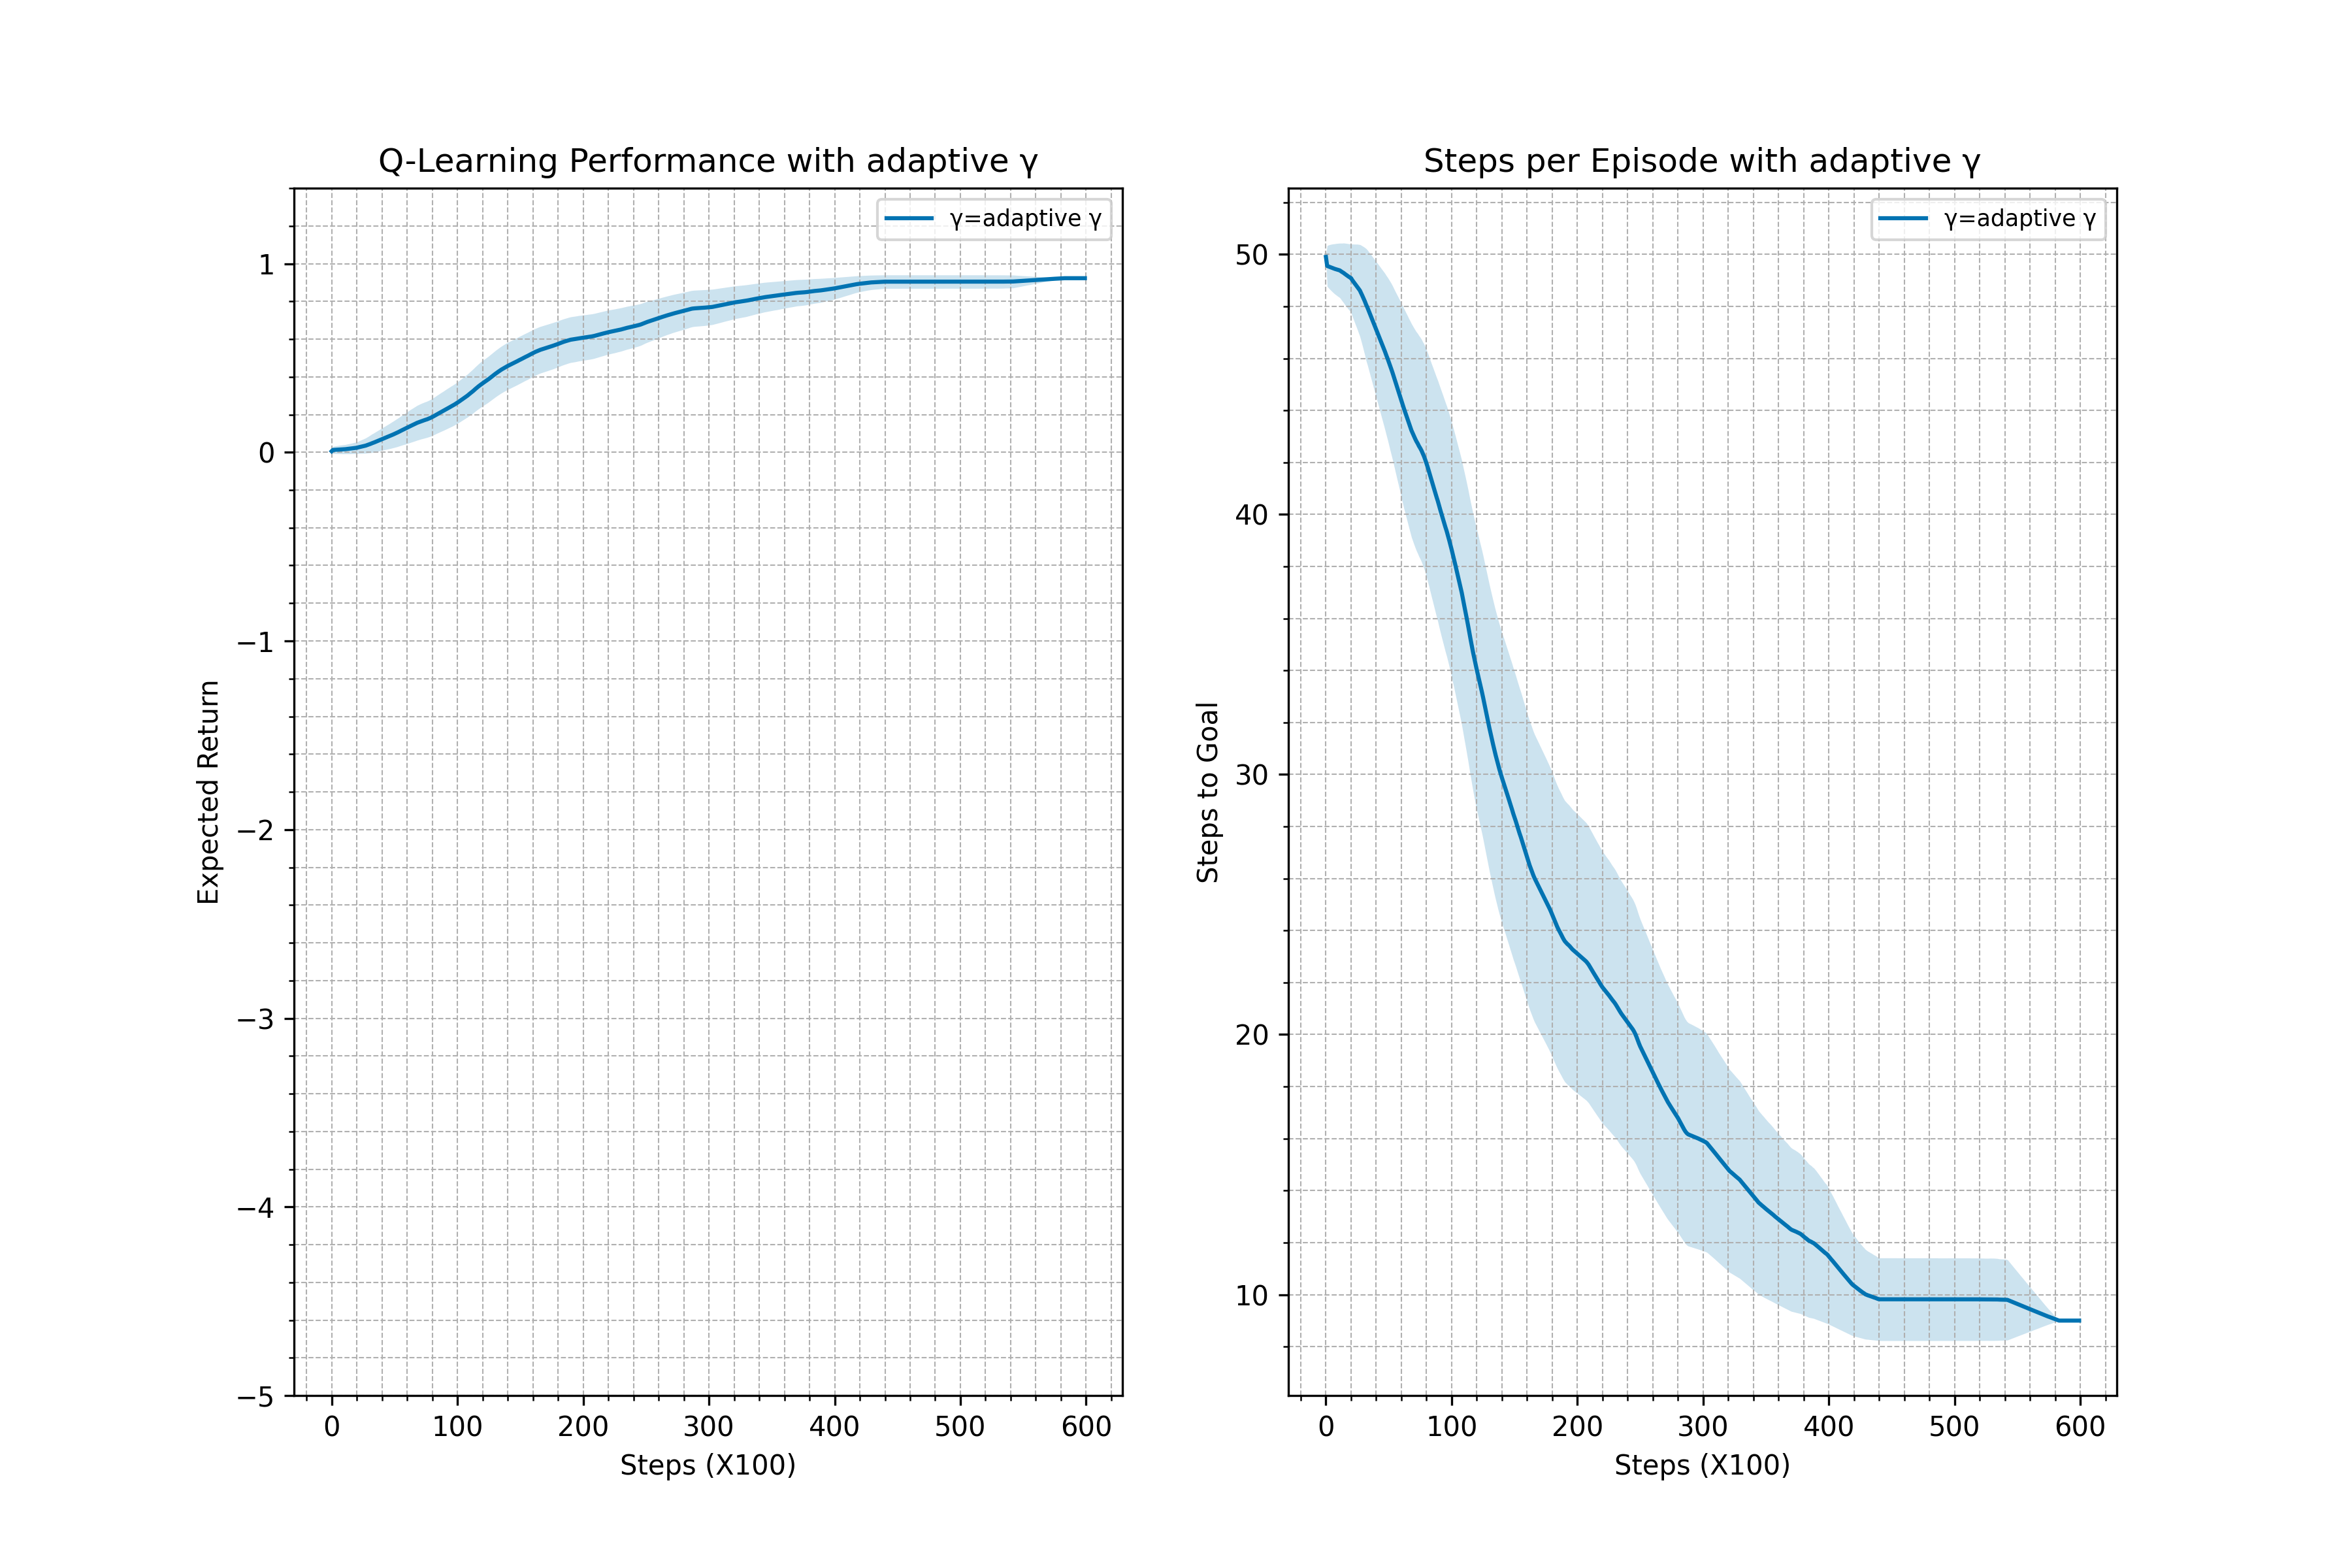 Q-Learning Performance with adaptive γ
γ=adaptive γ
1
0
−1
−2
−3
−4
−5
Expected Return
0 100 200 300 400 500 600
Steps (X100)
Steps per Episode with adaptive γ
γ=adaptive γ
50
40
30
20
10
Steps to Goal
0 100 200 300 400 500 600
Steps (X100)